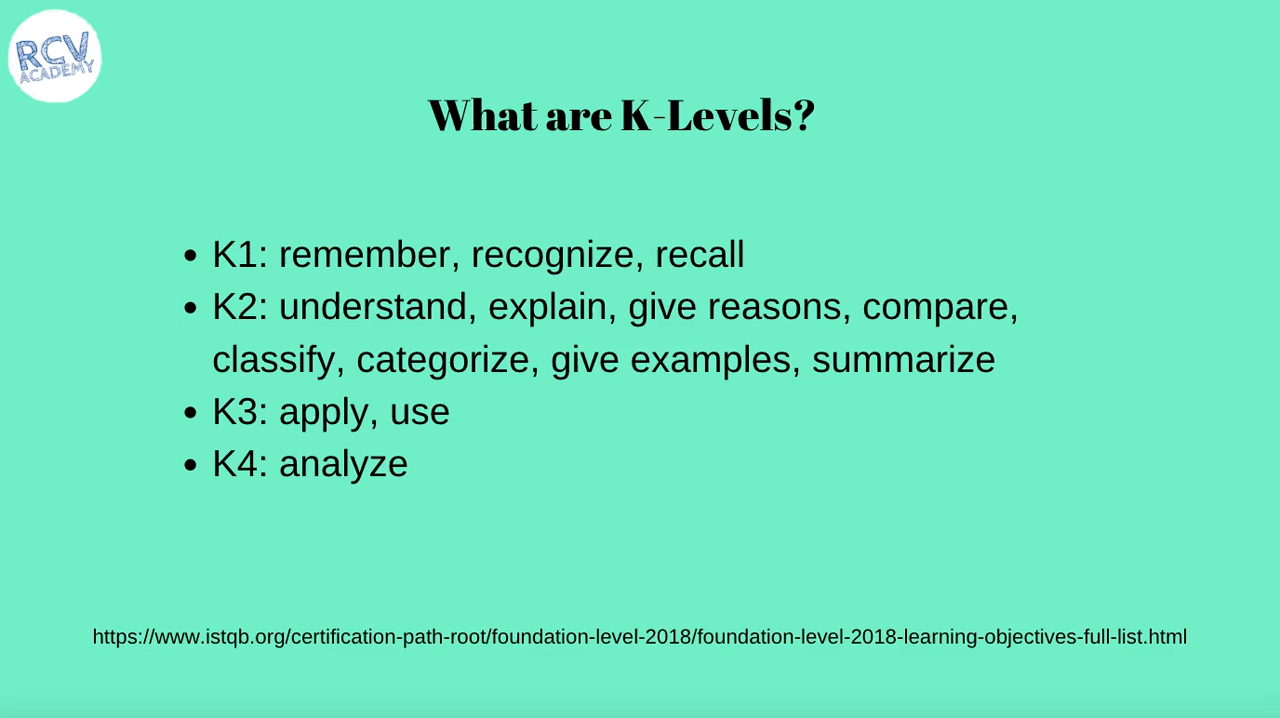 RCV
ACADEMY
What are K-Levels?
• K1: remember, recognize, recall
• K2: understand, explain, give reasons, compare,
classify, categorize, give examples, summarize
• K3: apply, use
• K4: analyze
https://www.istqb.org/certification-path-root/foundation-level-2018/foundation-level-2018-learning-objectives-full-list.html